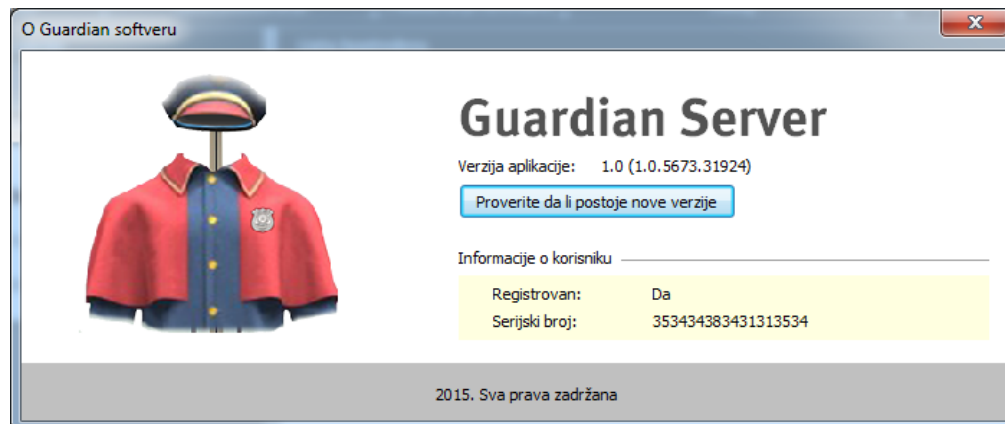 O Guardian softveru
Guardian Server
Verzija aplikacije: 1.0 (1.0.5673.31924)
Proverite da li postoje nove verzije
Informacije o korisniku
Registrovan: Da
Serijski broj: 353434383431313534
2015. Sva prava zadržana